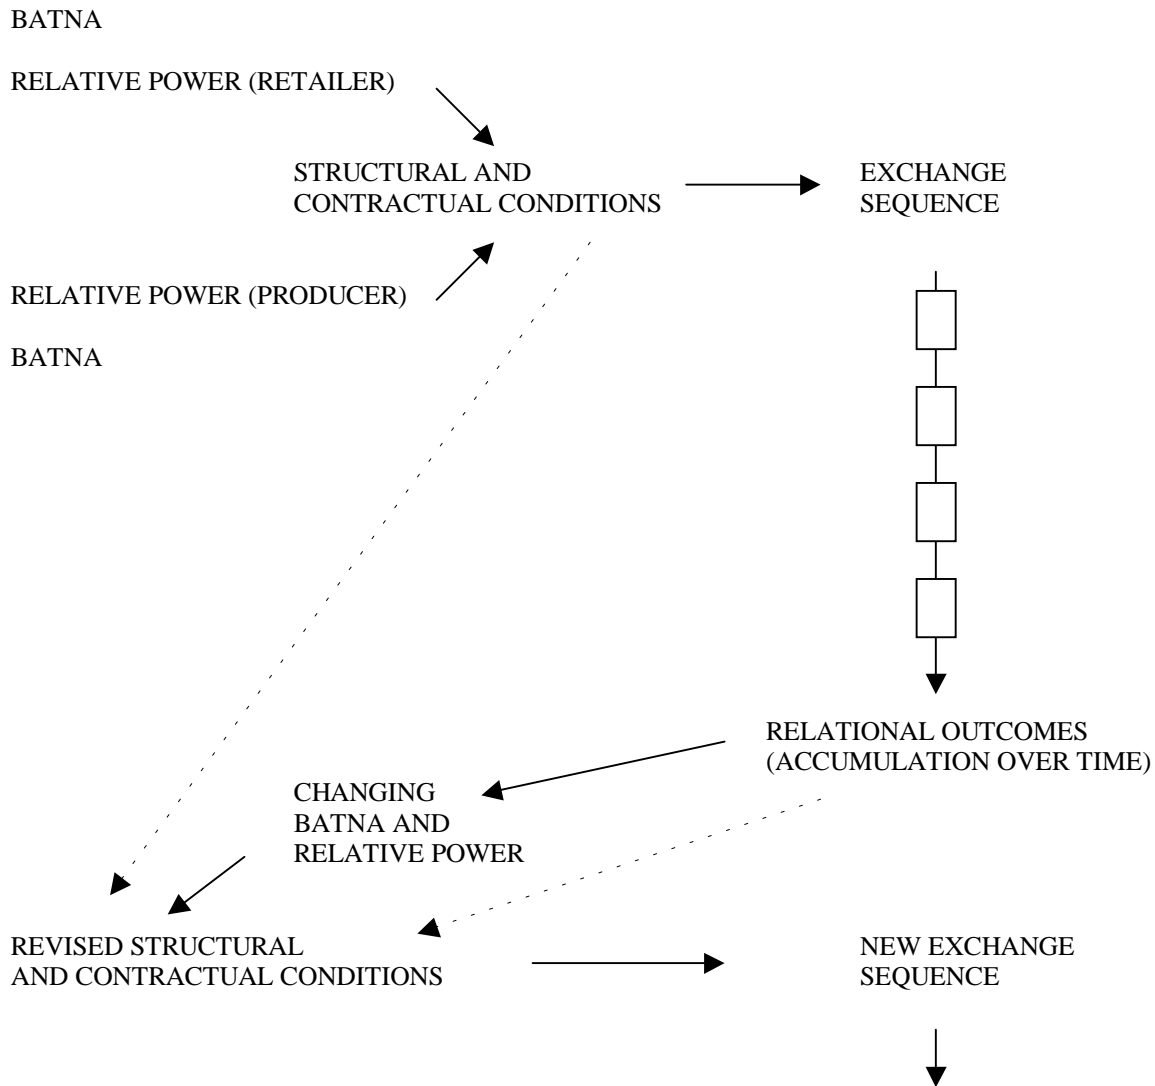 BATNA
RELATIVE POWER (RETAILER)
STRUCTURAL AND
CONTRACTUAL CONDITIONS
EXCHANGE
SEQUENCE
RELATIVE POWER (PRODUCER)
BATNA
RELATIONAL OUTCOMES
(ACCUMULATION OVER TIME)
CHANGING
BATNA AND
RELATIVE POWER
REVISED STRUCTURAL
AND CONTRACTUAL CONDITIONS
NEW EXCHANGE
SEQUENCE